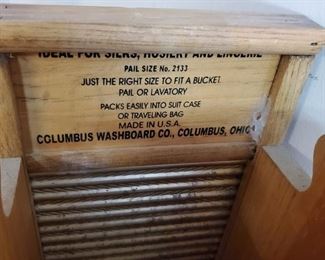 IDEAL FOR SILKS, HOSIERY AND LINGERIE
PAIL SIZE No. 2133
JUST THE RIGHT SIZE TO FIT A BUCKET
PAIL OR LAVATORY
PACKS EASILY INTO SUIT CASE
OR TRAVELING BAG
MADE IN U.S.A.
COLUMBUS WASHBOARD CO., COLUMBUS, OHIO